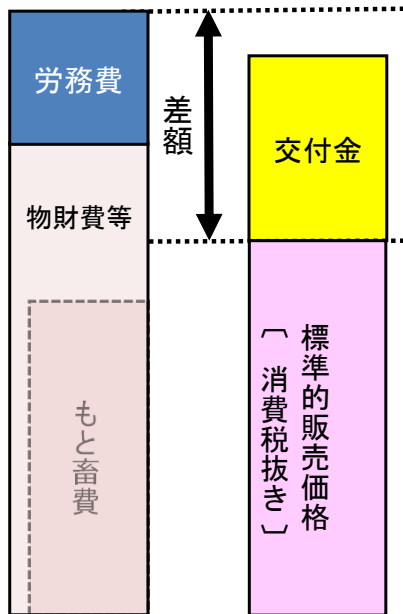 労務費
差額
交付金
物財費等
もと畜費
標準的販売価格
〔消費税抜き〕